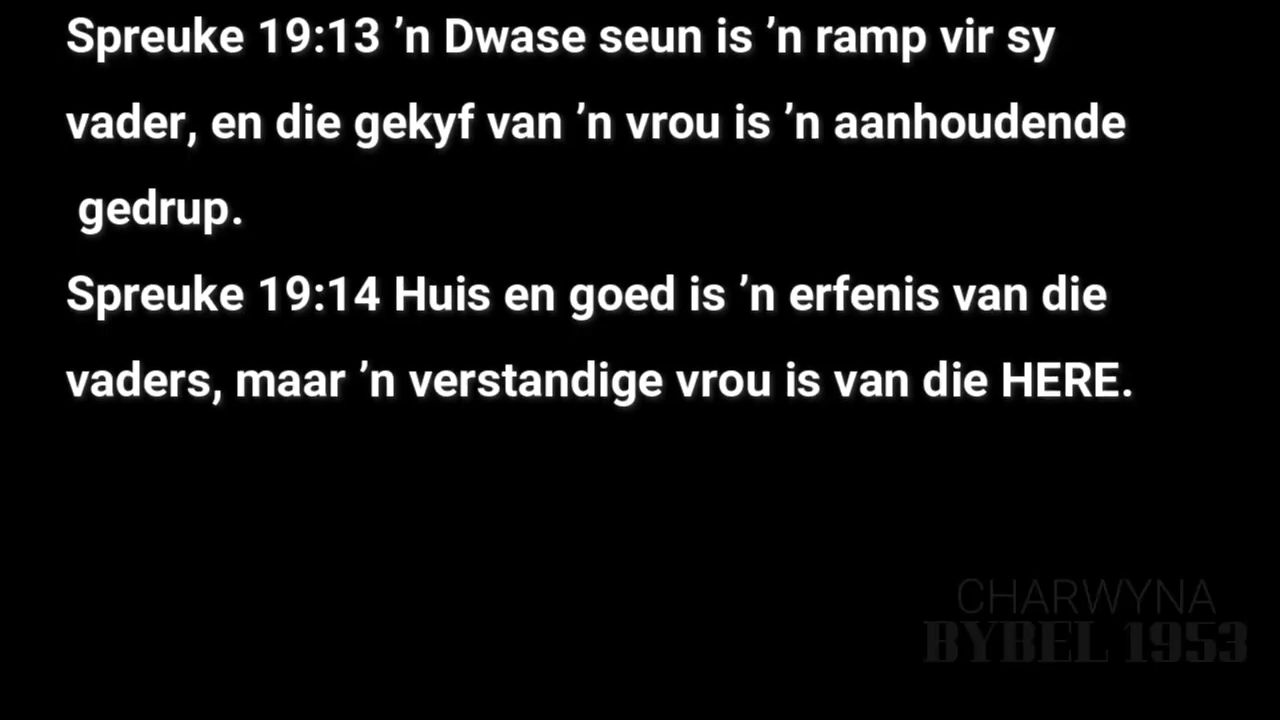 Spreuke 19:13 ’n Dwase seun is ’n ramp vir sy
vader, en die gekyf van ’n vrou is ’n aanhoudende
gedrup.
Spreuke 19:14 Huis en goed is ’n erfenis van die
vaders, maar ’n verstandige vrou is van die HERE.
CHARWYNA
BYBEL 1953